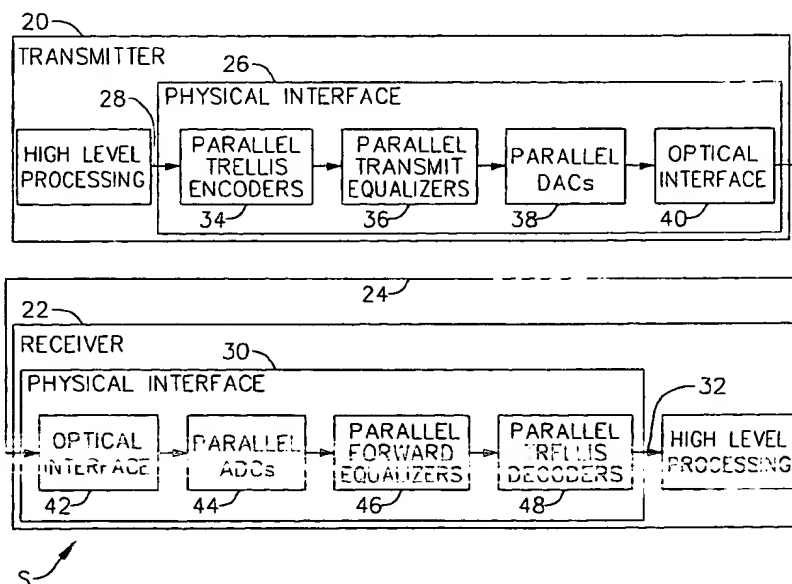 20
TRANSMITTER
26
PHYSICAL INTERFACE
28
HIGH LEVEL
PROCESSING
PARALLEL
TRELLIS
ENCODERS
34
PARALLEL
TRANSMIT
EQUALIZERS
36
PARALLEL
DACs
38
OPTICAL
INTERFACE
40
24
22
RECEIVER
30
PHYSICAL INTERFACE
32
OPTICAL
INTERFACE
42
PARALLEL
ADCs
44
PARALLEL
FORWARD
EQUALIZERS
46
PARALLEL
TRELLIS
DECODERS
48
HIGH LEVEL
PROCESSING
S